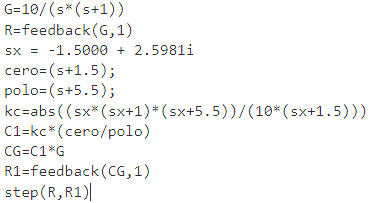 G=10/(s*(s+1))
R=feedback(G,1)
sx = -1.5000 + 2.5981i
cero=(s+1.5);
polo=(s+5.5);
kc=abs((sx*(sx+1)*(sx+5.5))/(10*(sx+1.5)))
C1=kc*(cero/polo)
CG=C1*G
R1=feedback(CG,1)
step(R,R1)